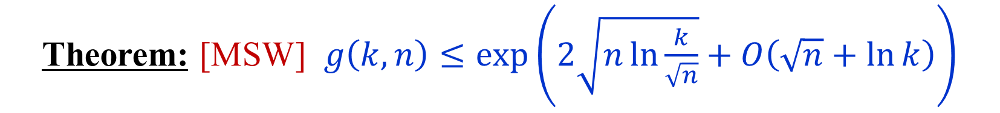 Theorem: [MSW] g(k, n) ≤ exp(2√(n ln k/√n) + O(√n + ln k))